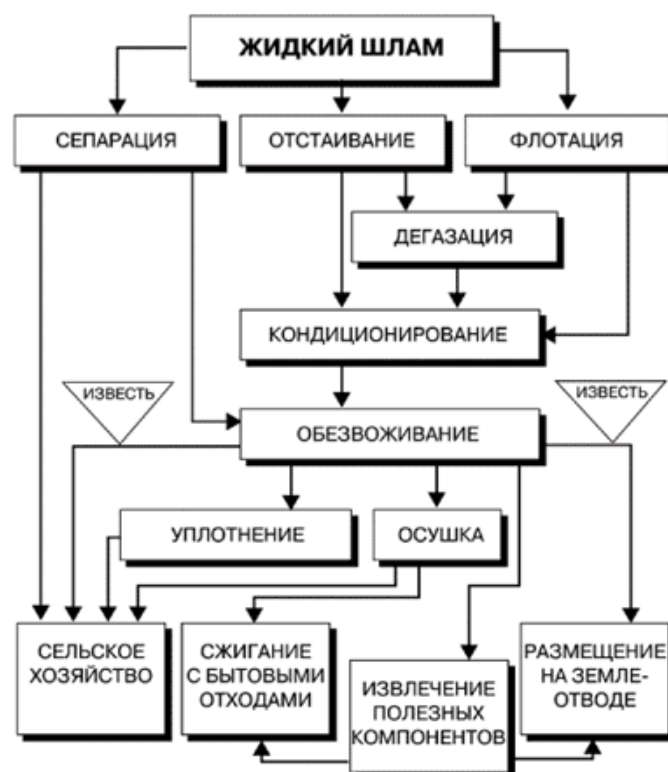 ЖИДКИЙ ШЛАМ
СЕПАРАЦИЯ
ОТСТАИВАНИЕ
ФЛОТАЦИЯ
ДЕГАЗАЦИЯ
КОНДИЦИОНИРОВАНИЕ
ИЗВЕСТЬ
ИЗВЕСТЬ
ОБЕЗВОЖИВАНИЕ
УПЛОТНЕНИЕ
ОСУШКА
СЕЛЬСКОЕ
ХОЗЯЙСТВО
СЖИГАНИЕ
С БЫТОВЫМИ
ОТХОДАМИ
ИЗВЛЕЧЕНИЕ
ПОЛЕЗНЫХ
КОМПОНЕНТОВ
РАЗМЕЩЕНИЕ
НА ЗЕМЛЕ-
ОТВОДЕ